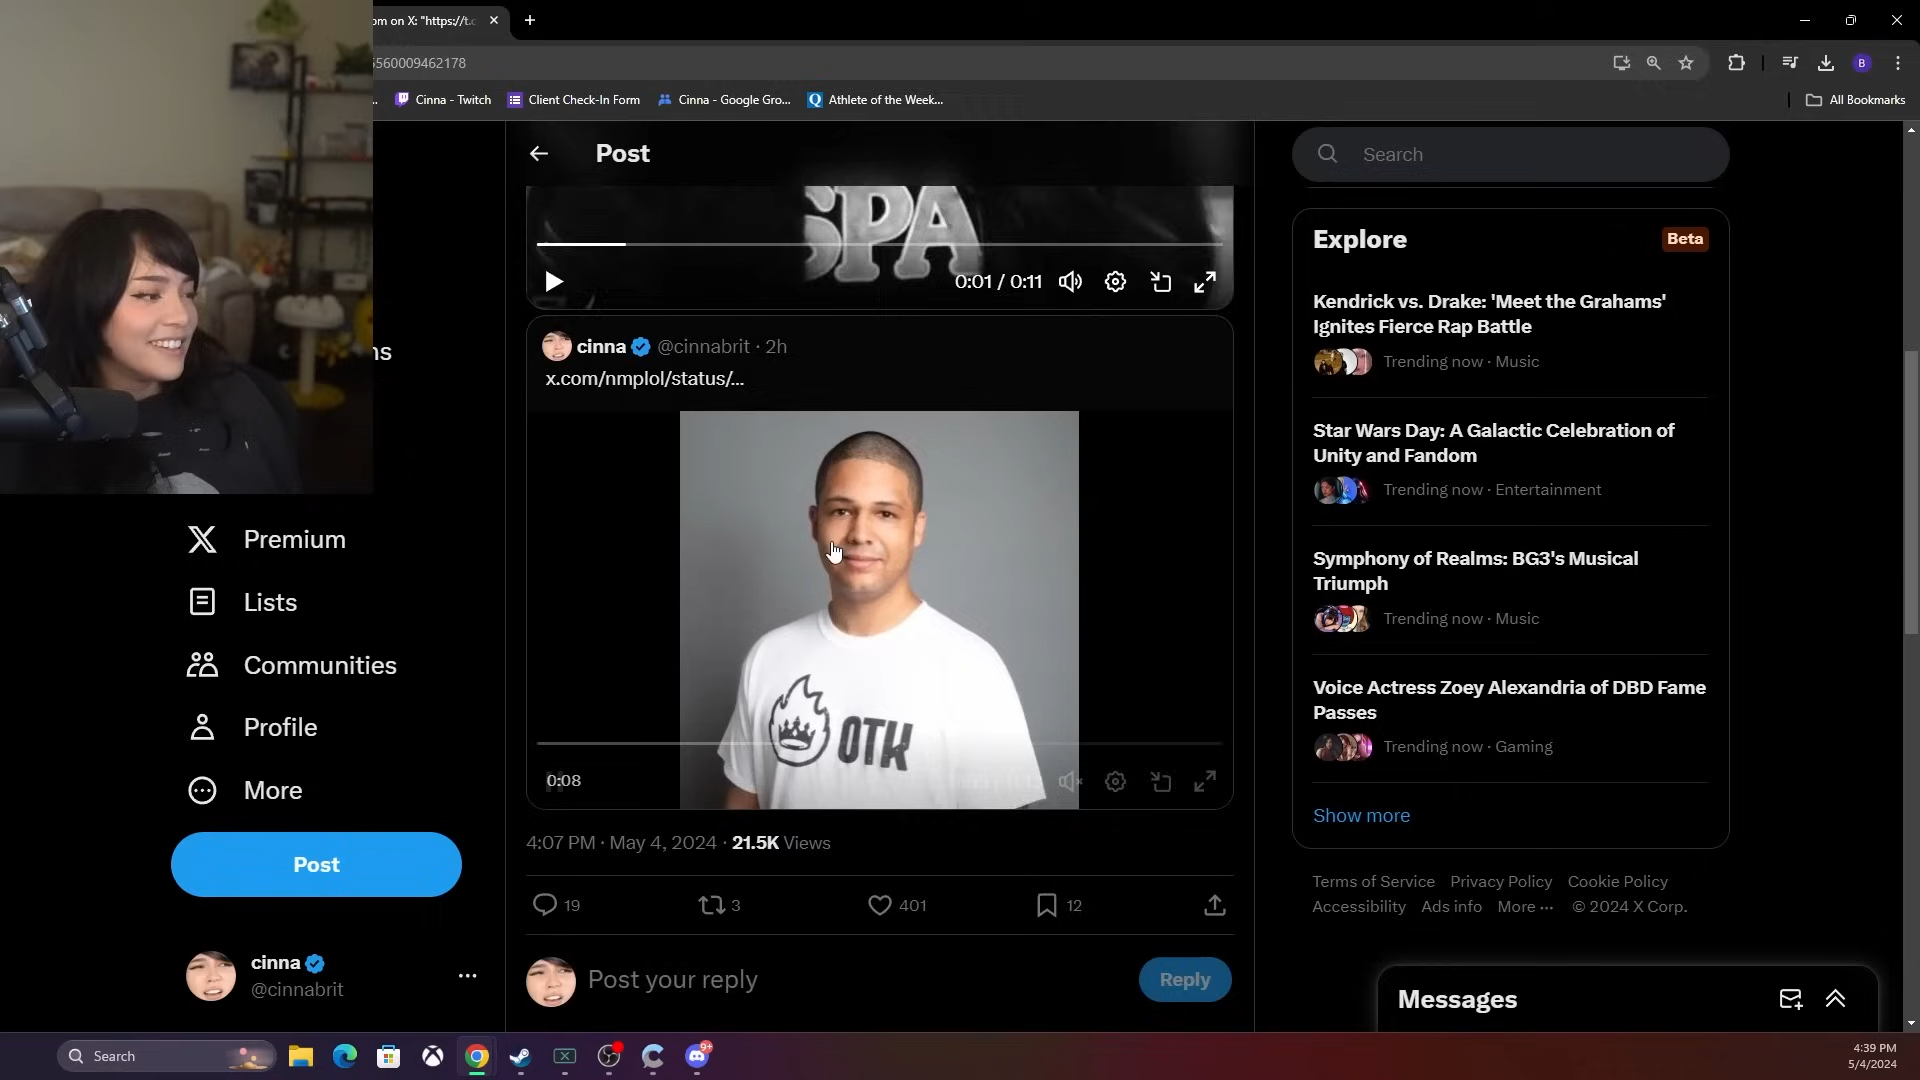 om on X: "https://t.c
5560009462178
B
Cinna - Twitch
Client Check-In Form
Cinna - Google Gro...
Athlete of the Week...
All Bookmarks
Post
SPA
0:01 / 0:11
cinna @cinnabrit · 2h
x.com/nmplol/status/...
OTK
0:08
4:07 PM · May 4, 2024 · 21.5K Views
19
3
401
12
Post your reply
Reply
ns
Premium
Lists
Communities
Profile
More
Post
cinna
@cinnabrit
Search
Explore
Beta
Kendrick vs. Drake: 'Meet the Grahams'
Ignites Fierce Rap Battle
Trending now · Music
Star Wars Day: A Galactic Celebration of
Unity and Fandom
Trending now · Entertainment
Symphony of Realms: BG3's Musical
Triumph
Trending now · Music
Voice Actress Zoey Alexandria of DBD Fame
Passes
Trending now · Gaming
Show more
Terms of Service Privacy Policy Cookie Policy
Accessibility Ads info More ··· © 2024 X Corp.
Messages
Search
9+
4:39 PM
5/4/2024